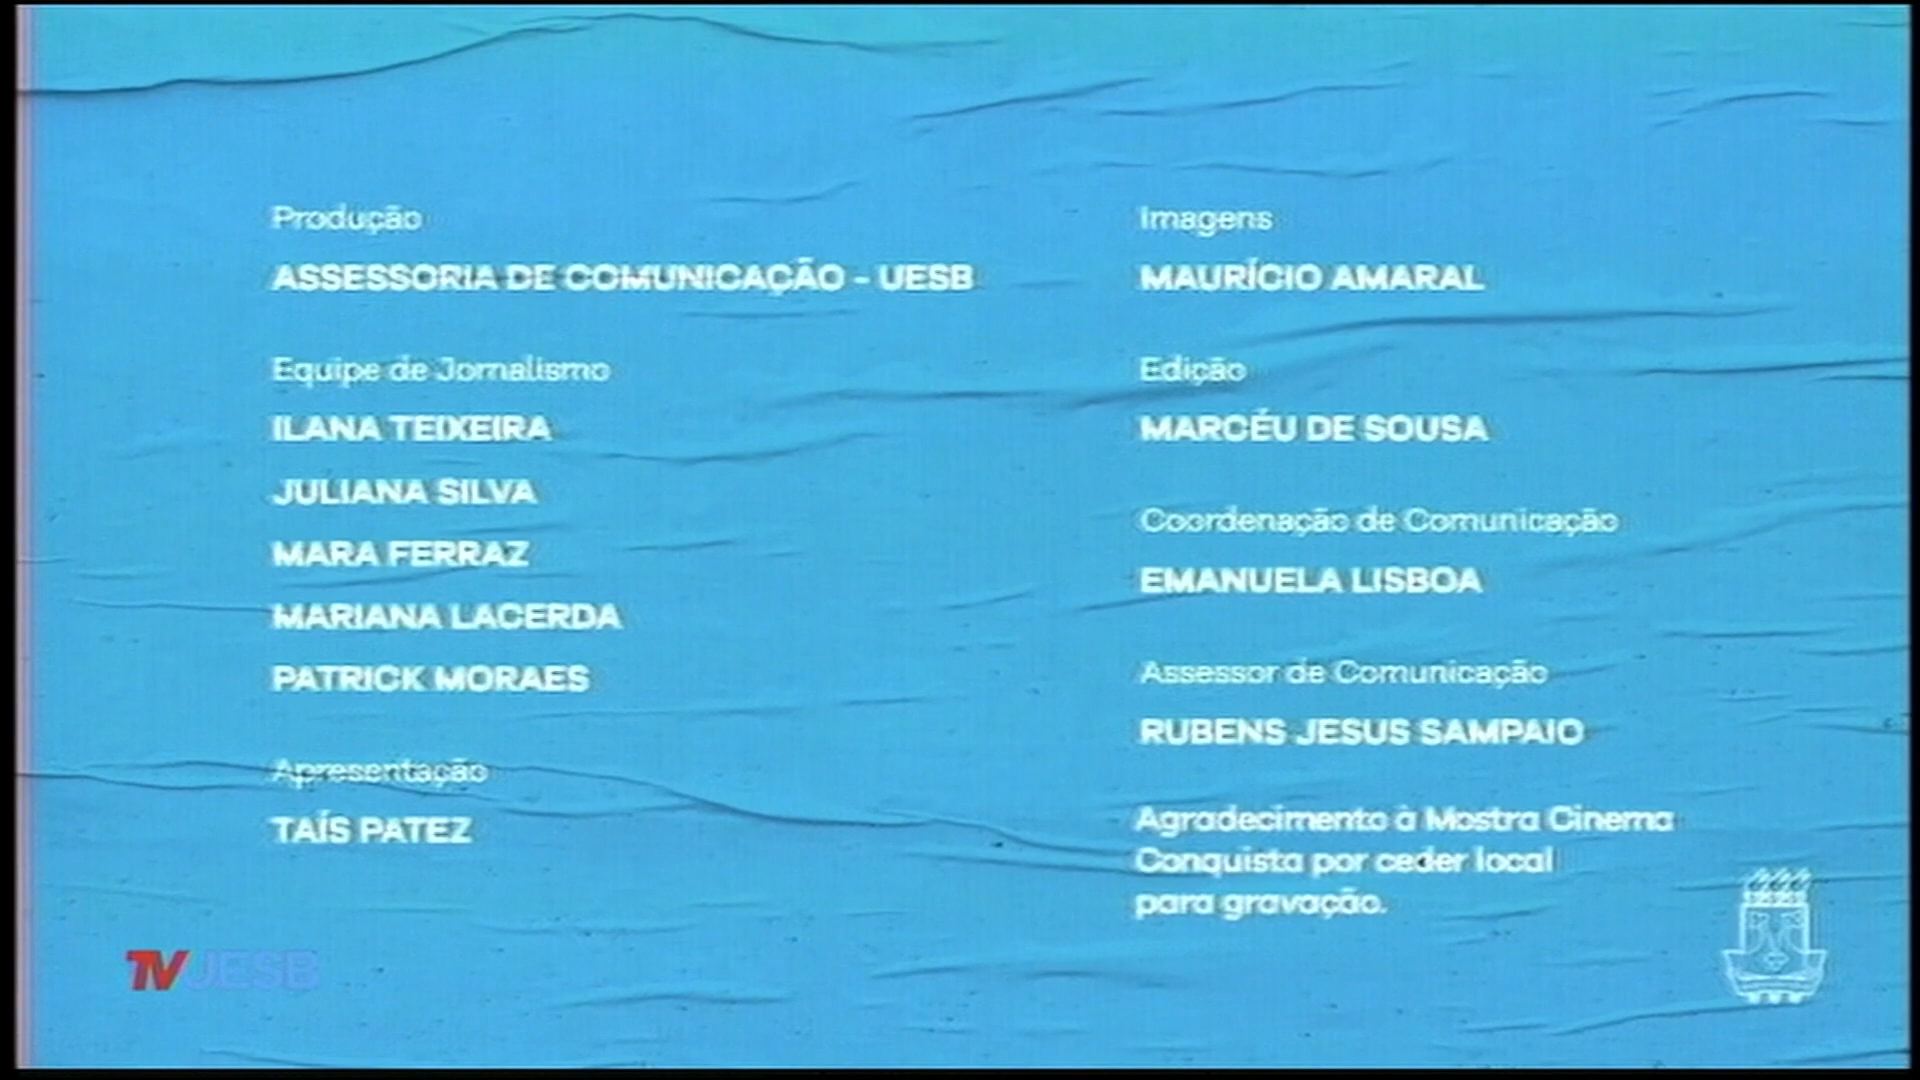 Produção
ASSESSORIA DE COMUNICAÇÃO - UESB
Equipe de Jornalismo
ILANA TEIXEIRA
JULIANA SILVA
MARA FERRAZ
MARIANA LACERDA
PATRICK MORAES
Apresentação
TAÍS PATEZ
Imagens
MAURÍCIO AMARAL
Edição
MARCÉU DE SOUSA
Coordenação de Comunicação
EMANUELA LISBOA
Assessor de Comunicação
RUBENS JESUS SAMPAIO
Agradecimento à Mostra Cinema
Conquista por ceder local
para gravação.
TV UESB